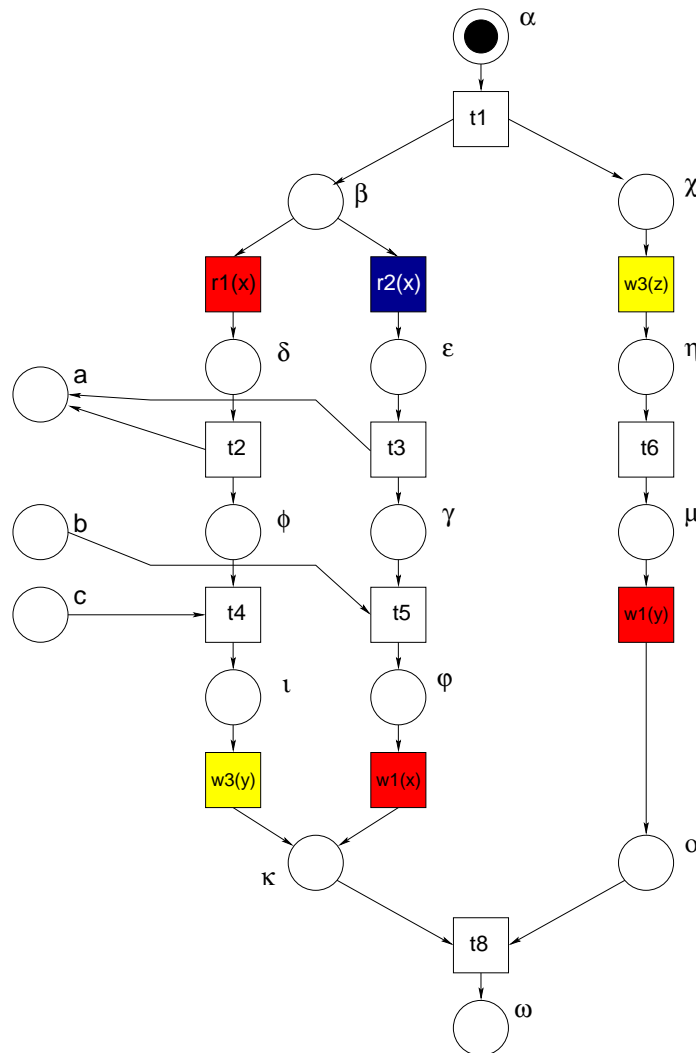 α
t1
β
χ
r1(x)
r2(x)
w3(z)
δ
ε
η
a
t2
t3
t6
b
ϕ
γ
μ
c
t4
t5
w1(y)
ι
φ
w3(y)
w1(x)
κ
ο
t8
ω